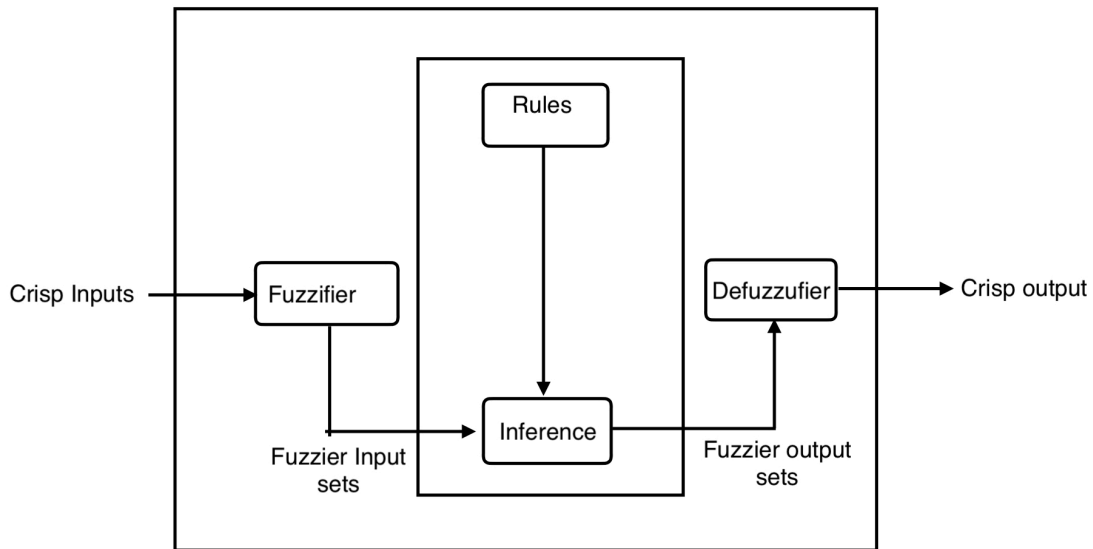 Rules
Crisp Inputs
Fuzzifier
Defuzzufier
Crisp output
Inference
Fuzzier Input
sets
Fuzzier output
sets